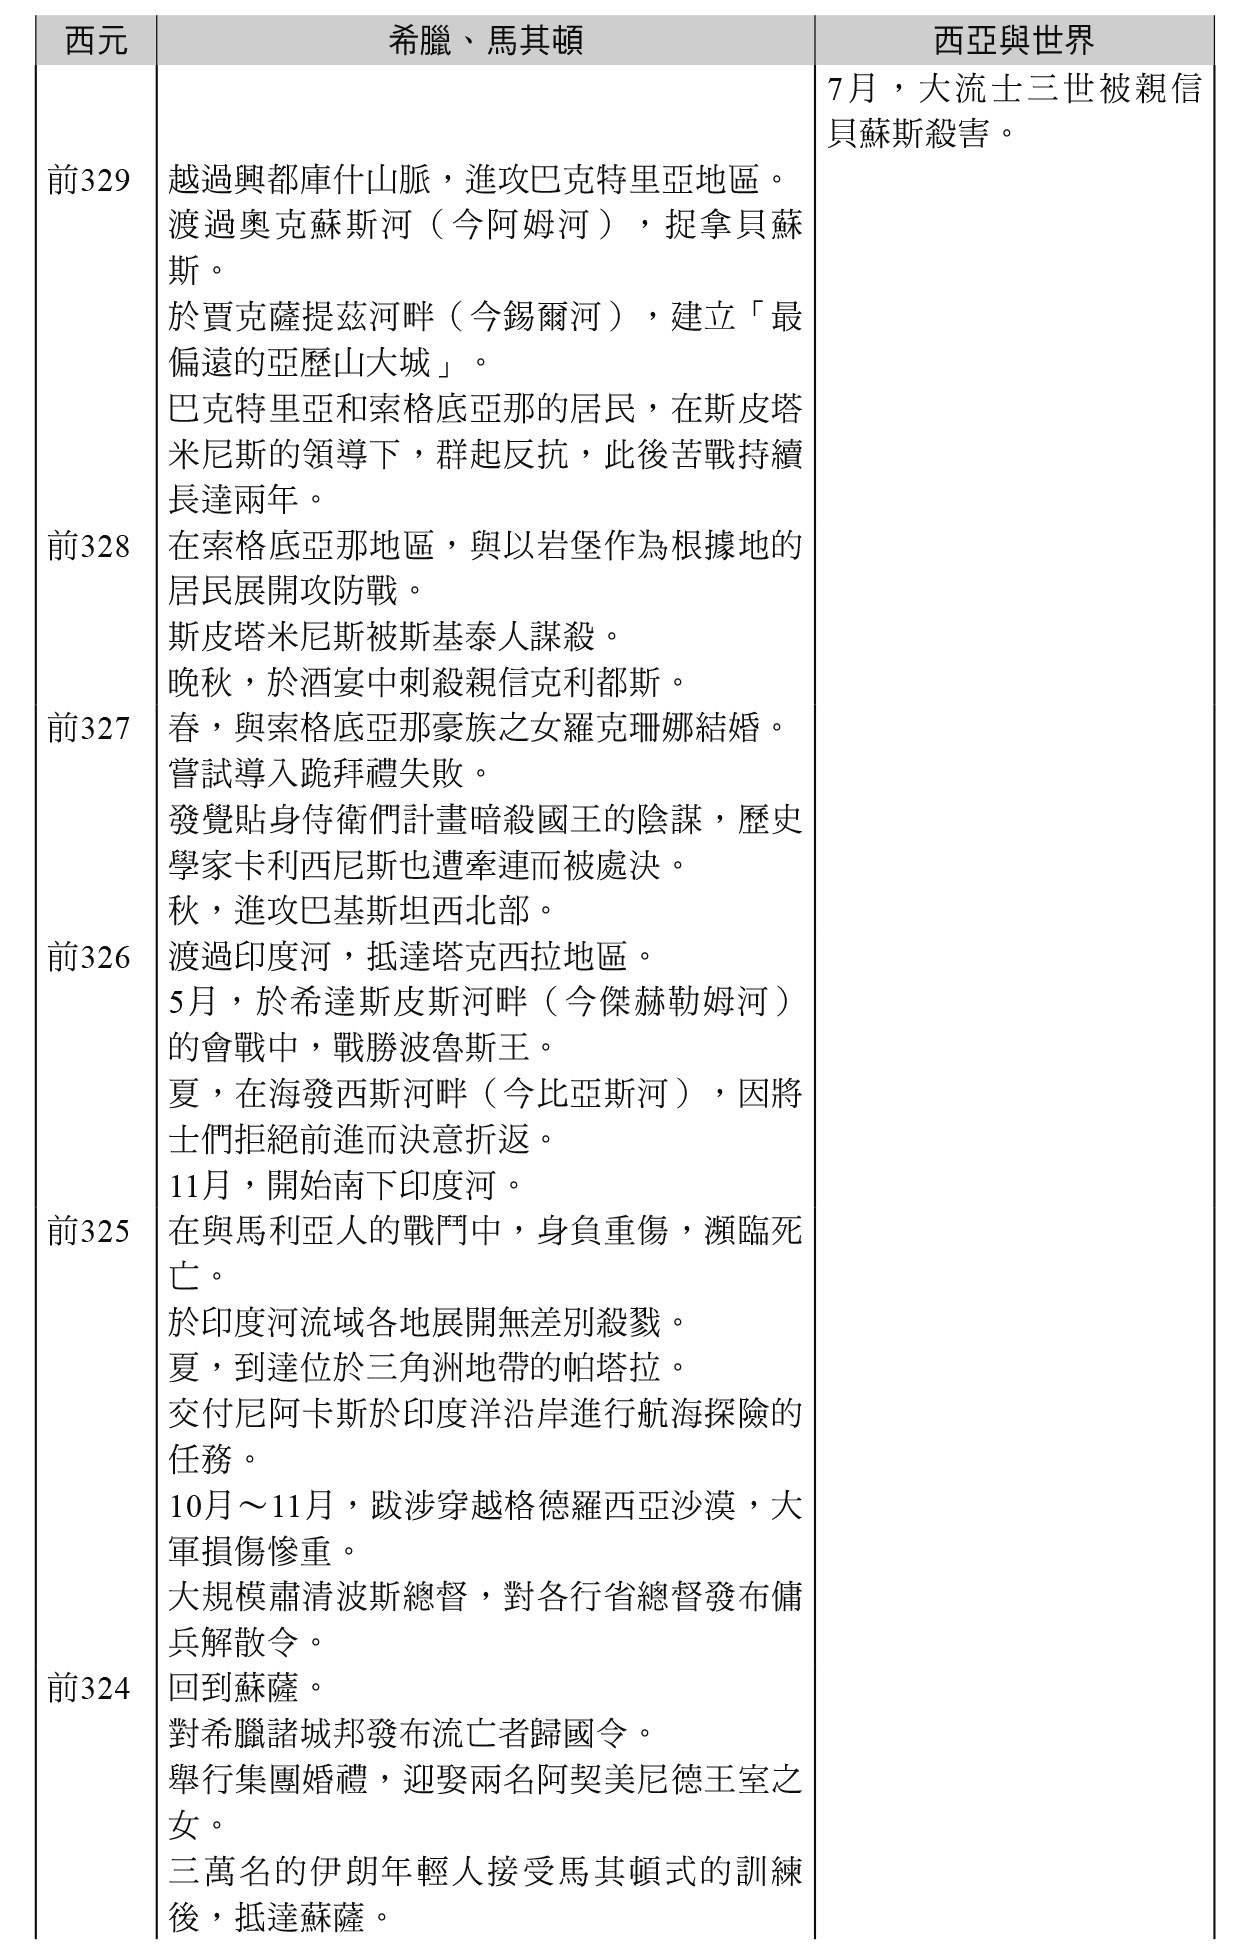 西元 希臘、馬其頓 西亞與世界
7月，大流士三世被親信
貝蘇斯殺害。
前329 越過興都庫什山脈，進攻巴克特里亞地區。
渡過奧克蘇斯河（今阿姆河），捉拿貝蘇
斯。
於賈克薩提茲河畔（今錫爾河），建立「最
偏遠的亞歷山大城」。
巴克特里亞和索格底亞那的居民，在斯皮塔
米尼斯的領導下，群起反抗，此後苦戰持續
長達兩年。
前328 在索格底亞那地區，與以岩堡作為根據地的
居民展開攻防戰。
斯皮塔米尼斯被斯基泰人謀殺。
晚秋，於酒宴中刺殺親信克利都斯。
前327 春，與索格底亞那豪族之女羅克珊娜結婚。
嘗試導入跪拜禮失敗。
發覺貼身侍衛們計畫暗殺國王的陰謀，歷史
學家卡利西尼斯也遭牽連而被處決。
秋，進攻巴基斯坦西北部。
前326 渡過印度河，抵達塔克西拉地區。
5月，於希達斯皮斯河畔（今傑赫勒姆河）
的會戰中，戰勝波魯斯王。
夏，在海發西斯河畔（今比亞斯河），因將
士們拒絕前進而決意折返。
11月，開始南下印度河。
前325 在與馬利亞人的戰鬥中，身負重傷，瀕臨死
亡。
於印度河流域各地展開無差別殺戮。
夏，到達位於三角洲地帶的帕塔拉。
交付尼阿卡斯於印度洋沿岸進行航海探險的
任務。
10月～11月，跋涉穿越格德羅西亞沙漠，大
軍損傷慘重。
大規模肅清波斯總督，對各行省總督發布傭
兵解散令。
前324 回到蘇薩。
對希臘諸城邦發布流亡者歸國令。
舉行集團婚禮，迎娶兩名阿契美尼德王室之
女。
三萬名的伊朗年輕人接受馬其頓式的訓練
後，抵達蘇薩。